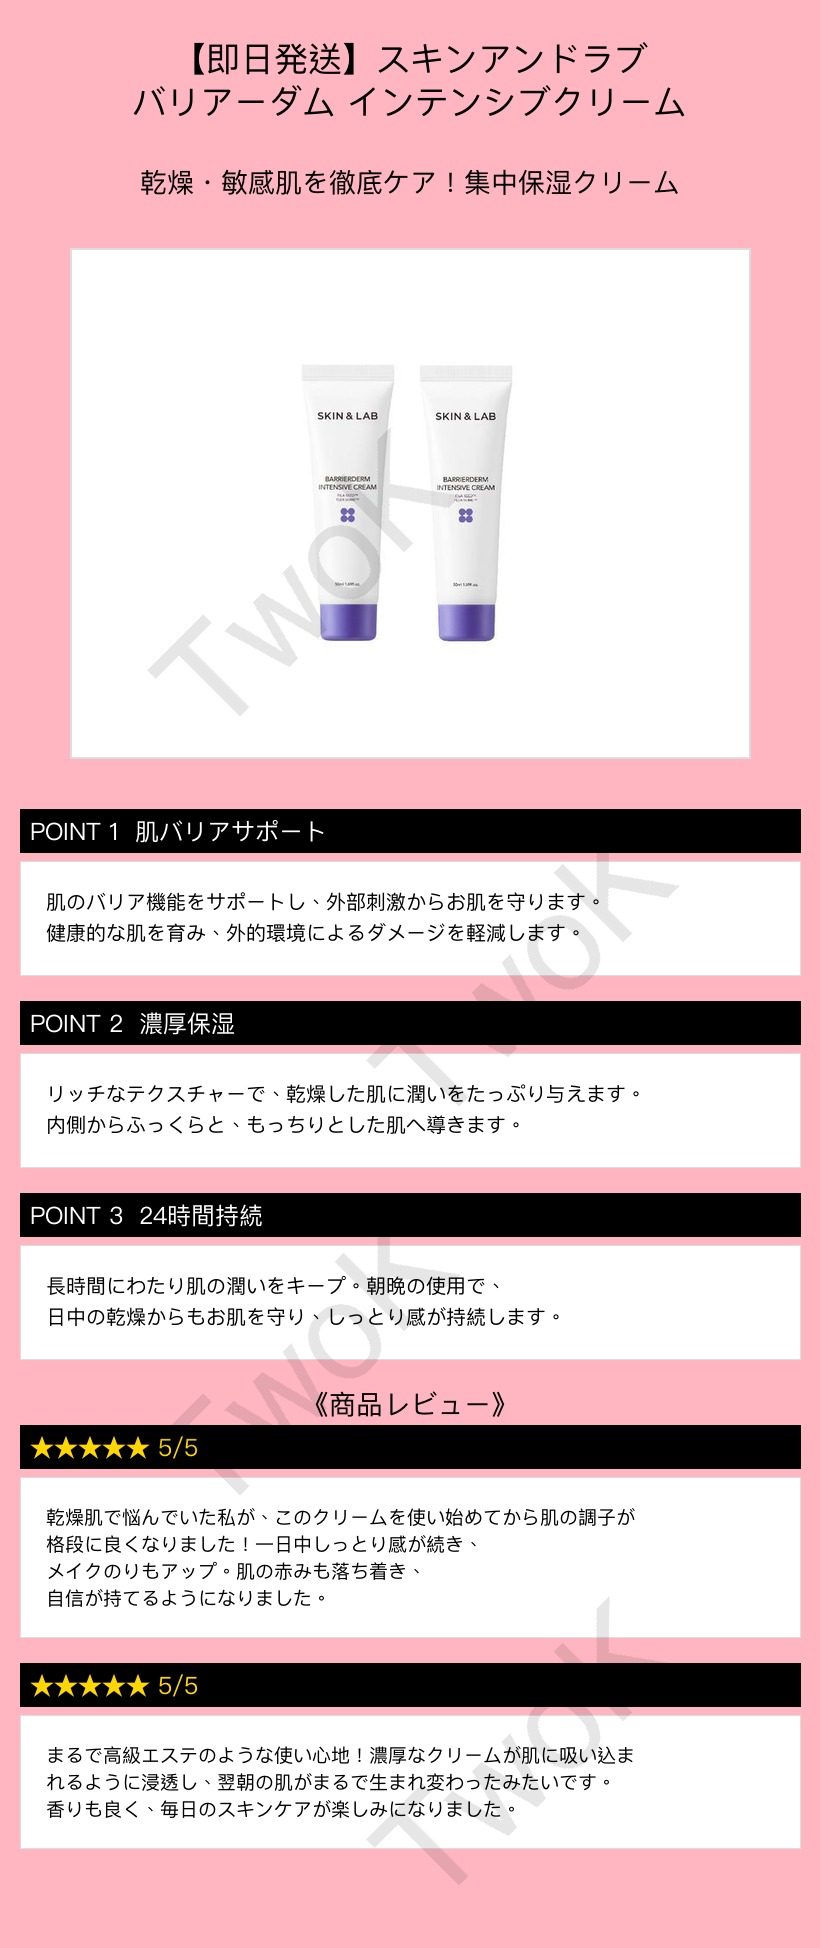 【即日発送】スキンアンドラブ
バリアーダム インテンシブクリーム
乾燥・敏感肌を徹底ケア！集中保湿クリーム
SKIN & LAB
BARRIERDERM
INTENSIVE CREAM
SKIN & LAB
BARRIERDERM
INTENSIVE CREAM
TwoK
POINT 1 肌バリアサポート
肌のバリア機能をサポートし、外部刺激からお肌を守ります。
健康的な肌を育み、外的環境によるダメージを軽減します。
TwoK
POINT 2 濃厚保湿
リッチなテクスチャーで、乾燥した肌に潤いをたっぷり与えます。
内側からふっくらと、もっちりとした肌へ導きます。
POINT 3 24時間持続
長時間にわたり肌の潤いをキープ。朝晩の使用で、
日中の乾燥からもお肌を守り、しっとり感が持続します。
TwoK
《商品レビュー》
★★★★★ 5/5
乾燥肌で悩んでいた私が、このクリームを使い始めてから肌の調子が
格段に良くなりました！一日中しっとり感が続き、
メイクのりもアップ。肌の赤みも落ち着き、
自信が持てるようになりました。
★★★★★ 5/5
まるで高級エステのような使い心地！濃厚なクリームが肌に吸い込ま
れるように浸透し、翌朝の肌がまるで生まれ変わったみたいです。
香りも良く、毎日のスキンケアが楽しみになりました。
TwoK